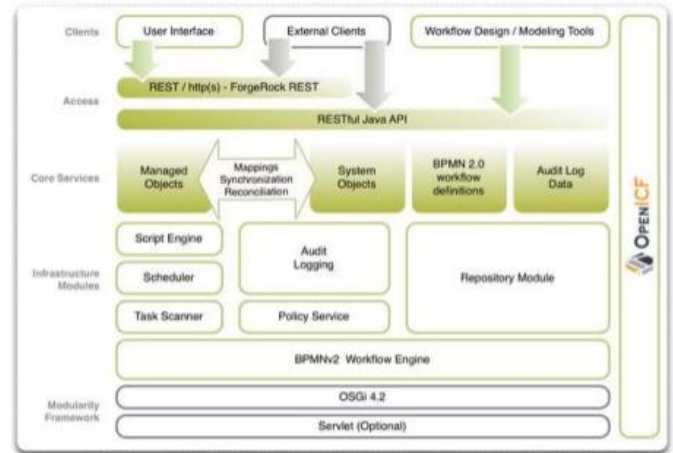 Clients
User Interface
External Clients
Workflow Design / Modeling Tools
Access
REST / http(s) - ForgeRock REST
RESTful Java API
Core Services
Managed
Objects
Mappings
Synchronization
Reconciliation
System
Objects
BPMN 2.0
workflow
definitions
Audit Log
Data
Infrastructure
Modules
Script Engine
Scheduler
Task Scanner
Audit
Logging
Policy Service
Repository Module
BPMNv2 Workflow Engine
Modularity
Framework
OSGi 4.2
Servlet (Optional)
OPENICF